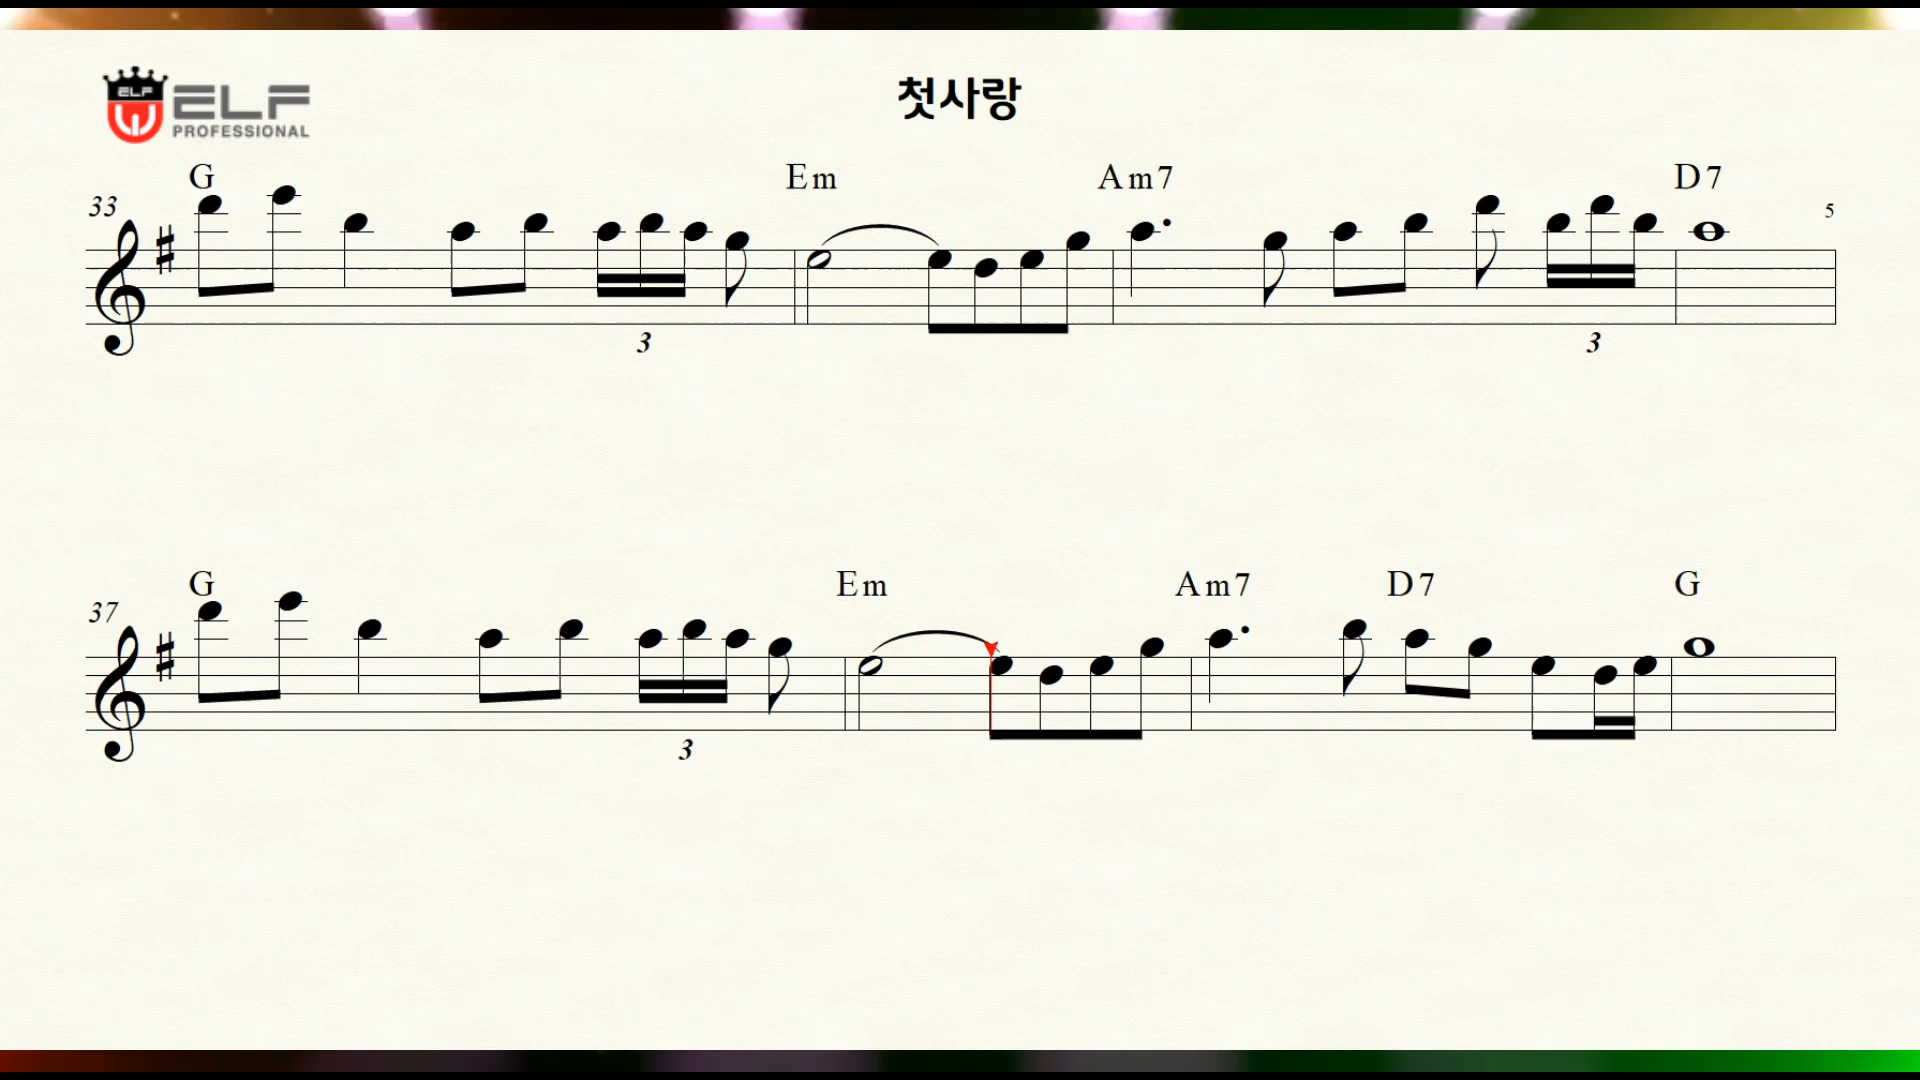 첫사랑
ELF
ELF
PROFESSIONAL
G Em Am7 D7
33
5
3 3
G Em Am7 D7 G
37
3